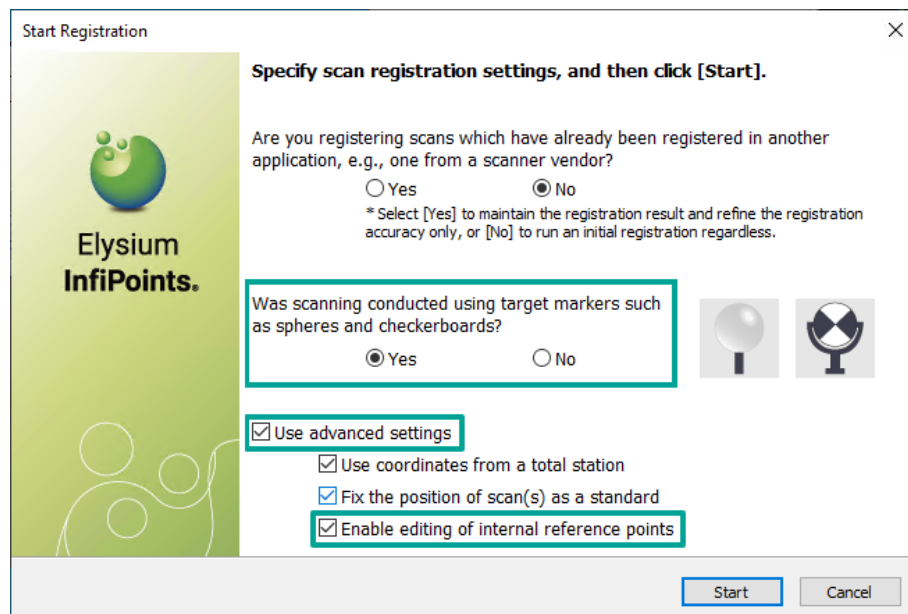 Start Registration
Specify scan registration settings, and then click [Start].
Are you registering scans which have already been registered in another
application, e.g., one from a scanner vendor?
Yes No
* Select [Yes] to maintain the registration result and refine the registration
accuracy only, or [No] to run an initial registration regardless.
Elysium
InfiPoints.
Was scanning conducted using target markers such
as spheres and checkerboards?
Yes No
Use advanced settings
Use coordinates from a total station
Fix the position of scan(s) as a standard
Enable editing of internal reference points
Start Cancel